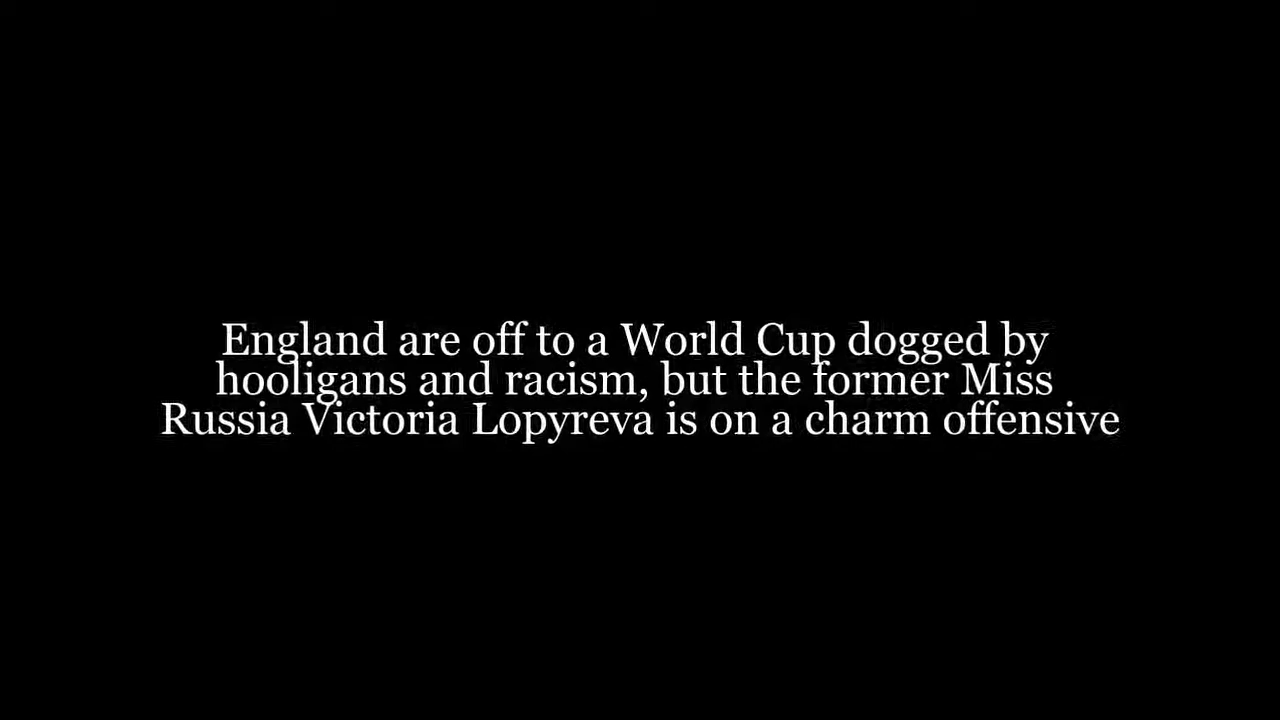 England are off to a World Cup dogged by
hooligans and racism, but the former Miss
Russia Victoria Lopyreva is on a charm offensive